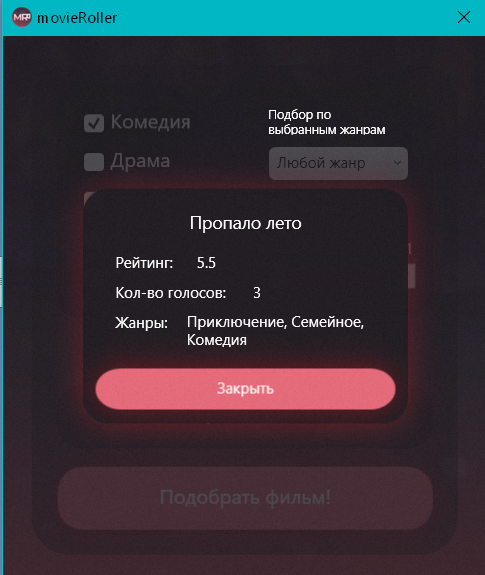 MR
movieRoller
Комедия
Подбор по
выбранным жанрам
Драма
Любой жанр
Пропало лето
Рейтинг: 5.5
Кол-во голосов: 3
Жанры: Приключение, Семейное,
Комедия
Закрыть
Подобрать фильм!